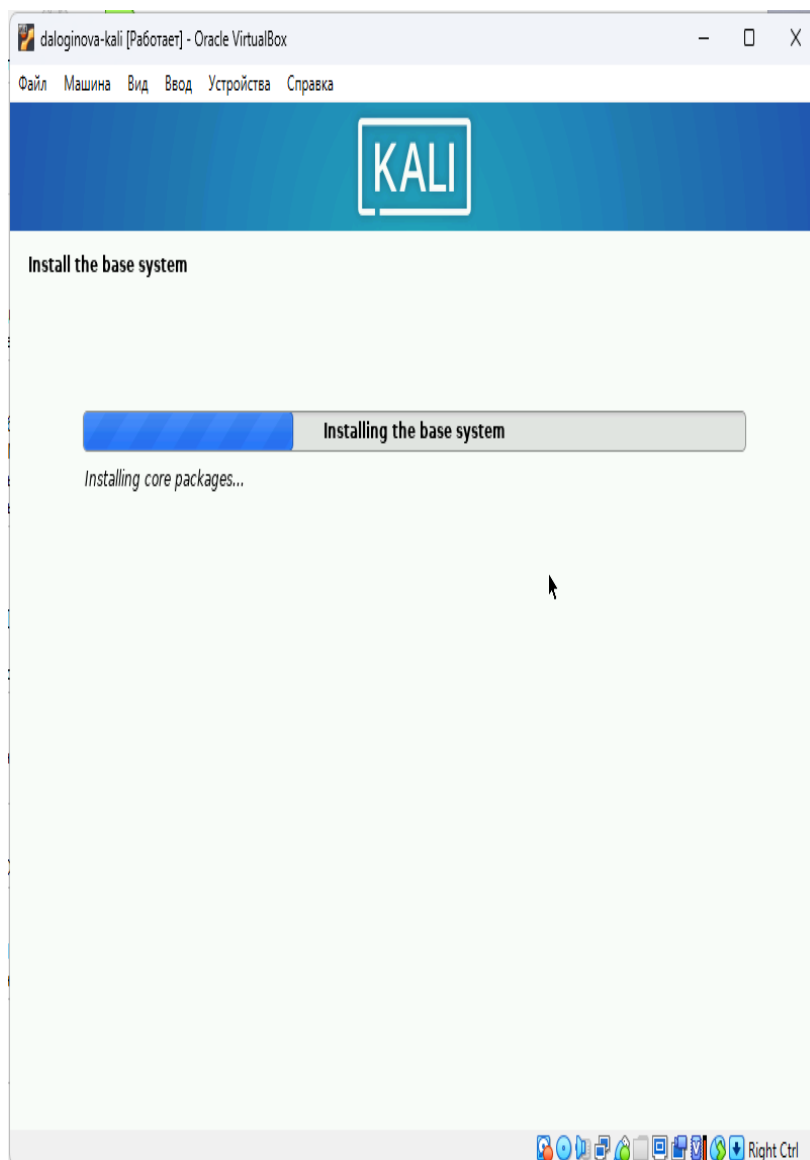 daloginova-kali [Работает] - Oracle VirtualBox
Файл Машина Вид Ввод Устройства Справка
KALI
Install the base system
Installing the base system
Installing core packages...
Right Ctrl